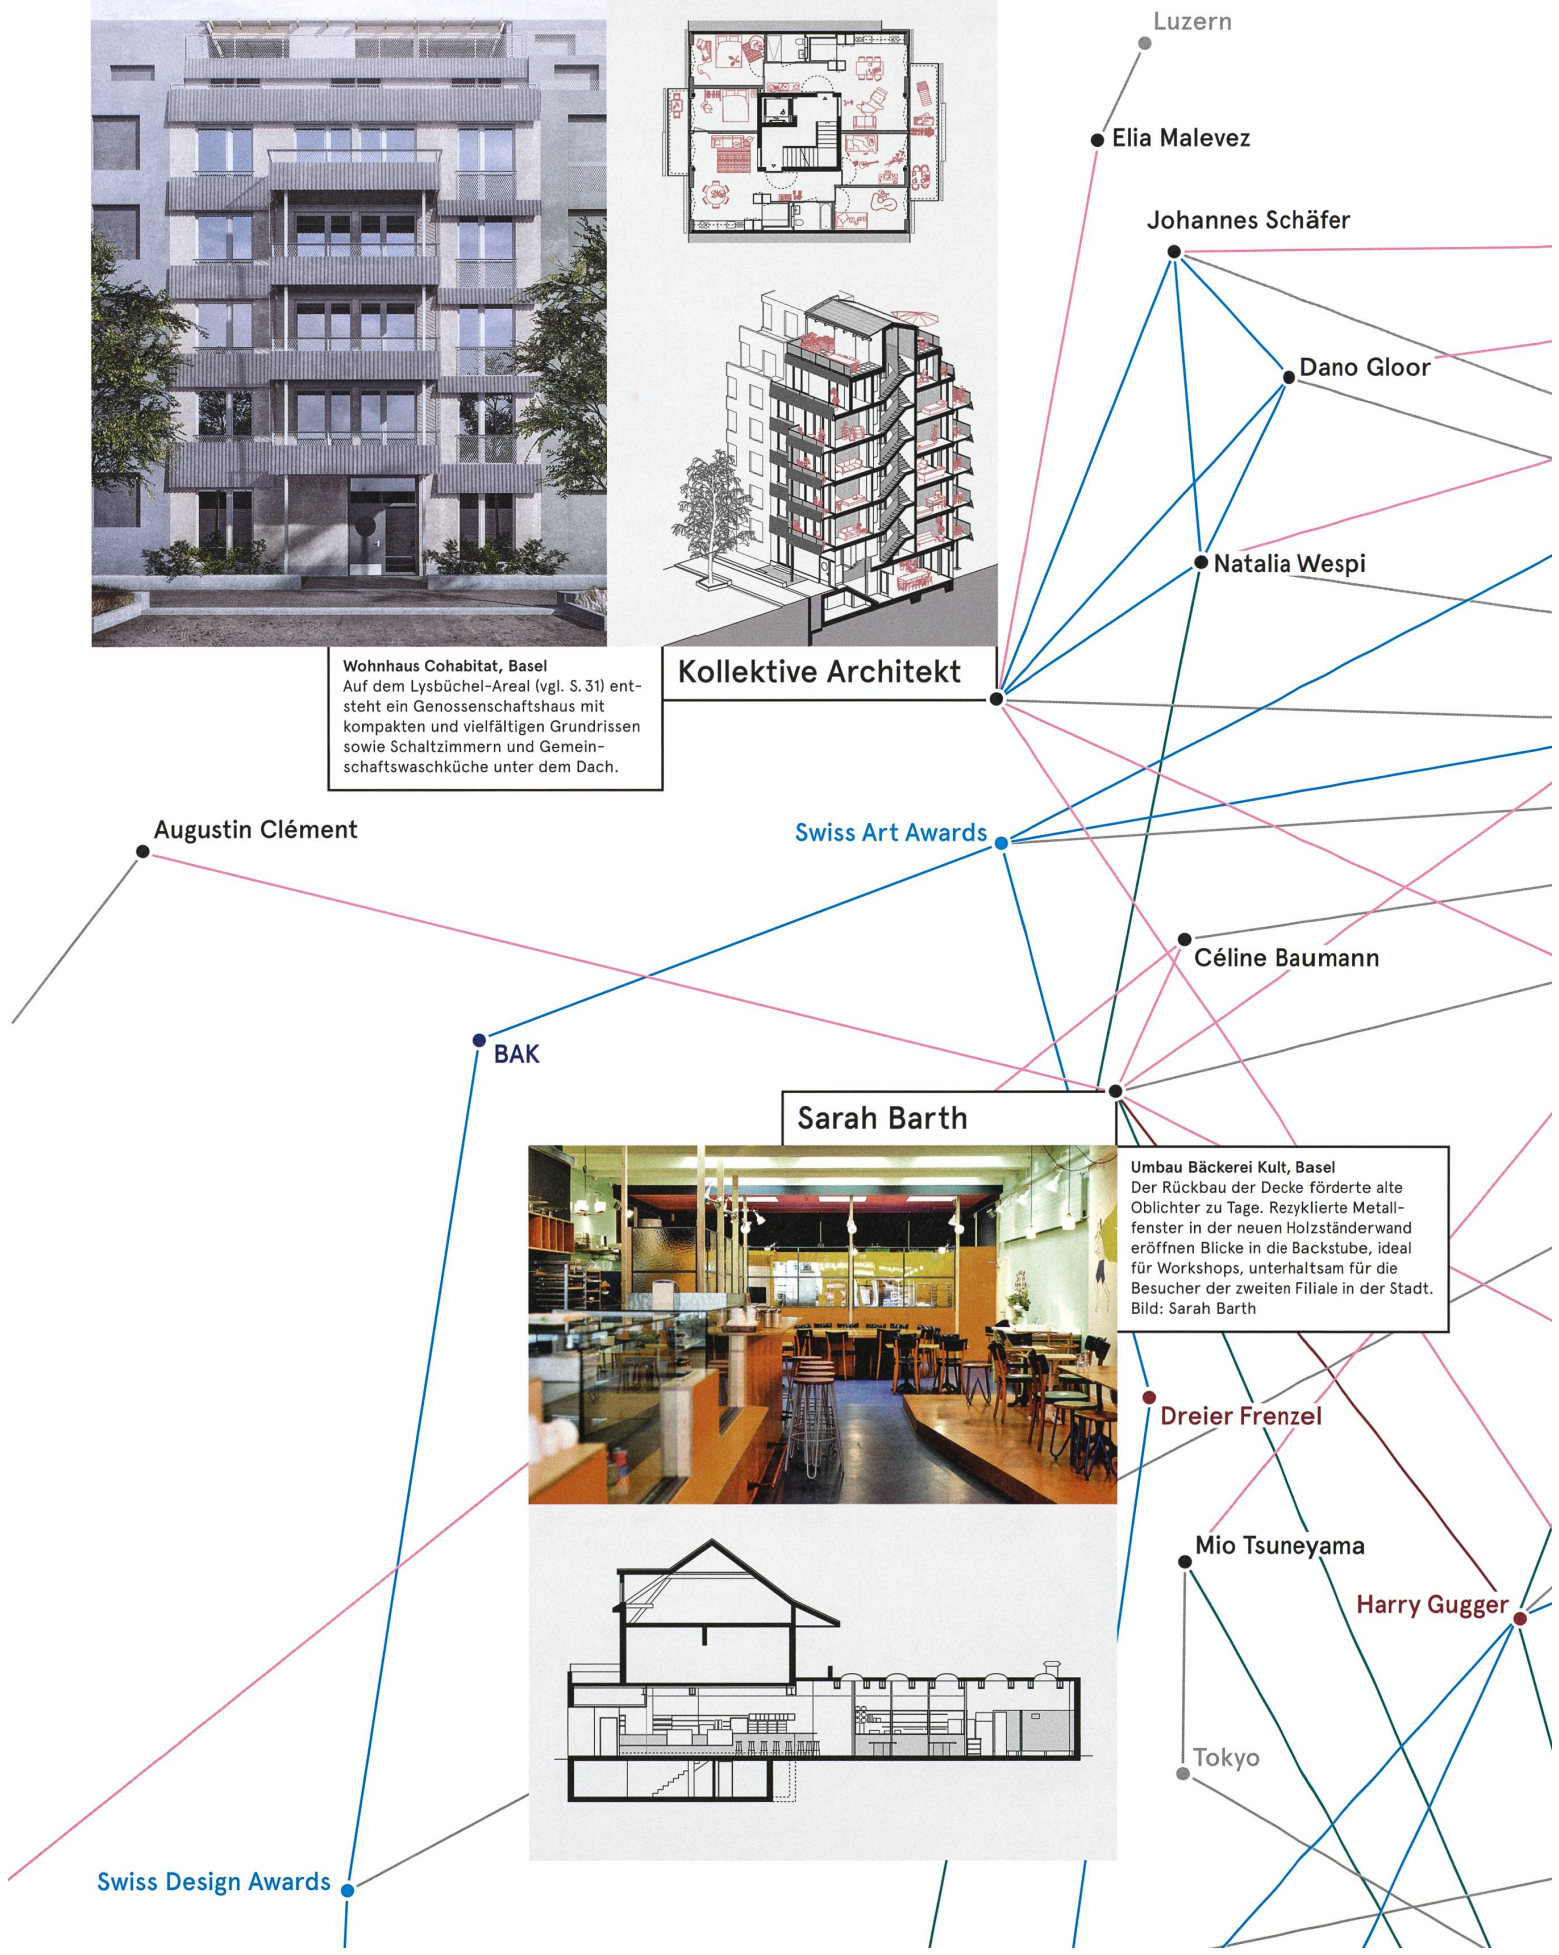 Luzern
Elia Malevez
Johannes Schäfer
Dano Gloor
Natalia Wespi
Kollektive Architekt
Wohnhaus Cohabitat, Basel
Auf dem Lysbüchel-Areal (vgl. S. 31) ent-
steht ein Genossenschaftshaus mit
kompakten und vielfältigen Grundrissen
sowie Schaltzimmern und Gemein-
schaftswaschküche unter dem Dach.
Augustin Clément
Swiss Art Awards
Céline Baumann
BAK
Sarah Barth
Umbau Bäckerei Kult, Basel
Der Rückbau der Decke förderte alte
Oblichter zu Tage. Rezyklierte Metall-
fenster in der neuen Holzständerwand
eröffnen Blicke in die Backstube, ideal
für Workshops, unterhaltsam für die
Besucher der zweiten Filiale in der Stadt.
Bild: Sarah Barth
Dreier Frenzel
Mio Tsuneyama
Harry Gugger
Tokyo
Swiss Design Awards